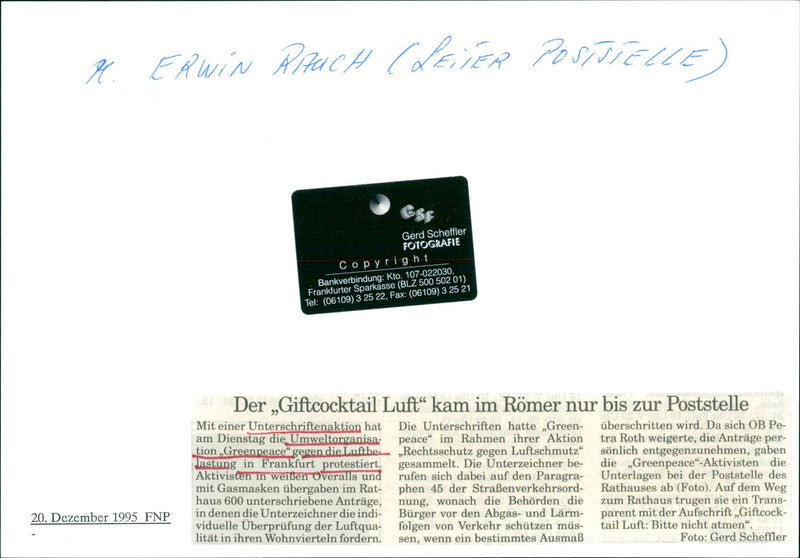 R. ERWIN RAUCH (LEITER POSTSTELLE)
GSF
Gerd Scheffler
FOTOGRAFIE
Copyright
Bankverbindung: Kto. 107-022030,
Frankfurter Sparkasse (BLZ 500 502 01)
Tel: (06109) 3 25 22, Fax: (06109) 3 25 21
Der „Giftcocktail Luft“ kam im Römer nur bis zur Poststelle
Mit einer Unterschriftenaktion hat
am Dienstag die Umweltorganisa-
tion „Greenpeace“ gegen die Luftbe-
lastung in Frankfurt protestiert.
Aktivisten in weißen Overalls und
mit Gasmasken übergaben im Rat-
haus 600 unterschriebene Anträge,
in denen die Unterzeichner die indi-
viduelle Überprüfung der Luftqua-
lität in ihren Wohnvierteln fordern.
Die Unterschriften hatte „Green-
peace“ im Rahmen ihrer Aktion
„Rechtsschutz gegen Luftschmutz“
gesammelt. Die Unterzeichner be-
rufen sich dabei auf den Paragra-
phen 45 der Straßenverkehrsord-
nung, wonach die Behörden die
Bürger vor den Abgas- und Lärm-
folgen von Verkehr schützen müs-
sen, wenn ein bestimmtes Ausmaß
überschritten wird. Da sich OB Pe-
tra Roth weigerte, die Anträge per-
sönlich entgegenzunehmen, gaben
die „Greenpeace“-Aktivisten die
Unterlagen bei der Poststelle des
Rathauses ab (Foto). Auf dem Weg
zum Rathaus trugen sie ein Trans-
parent mit der Aufschrift „Giftcock-
tail Luft: Bitte nicht atmen“.
Foto: Gerd Scheffler
20. Dezember 1995 FNP
-